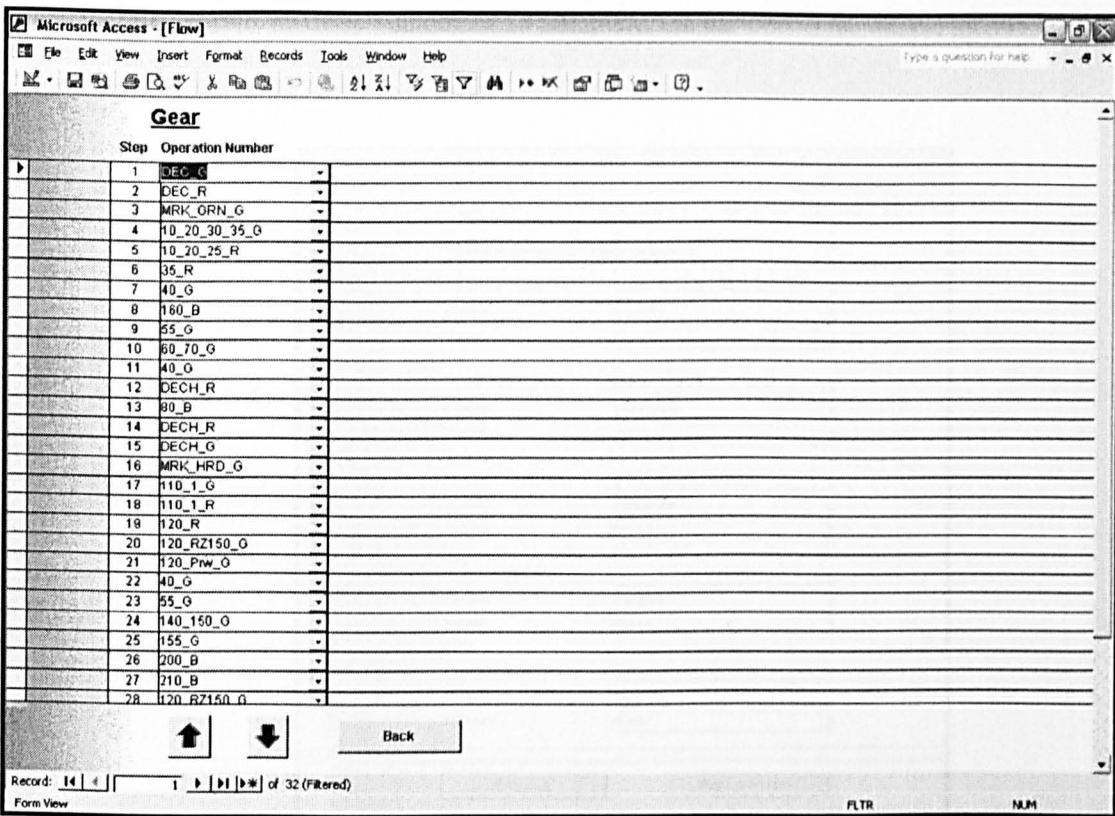 Microsoft Access - [Flow]
File Edit View Insert Format Records Tools Window Help Type a question for help
Gear
Step Operation Number
1 DEC_G
2 DEC_R
3 MRK_GRN_G
4 10_20_30_35_G
5 10_20_25_R
6 35_R
7 40_G
8 160_B
9 55_G
10 60_70_G
11 40_G
12 DECH_R
13 80_B
14 DECH_R
15 DECH_G
16 MRK_HRD_G
17 110_1_G
18 110_1_R
19 120_R
20 120_RZ150_G
21 120_Prw_G
22 40_G
23 55_G
24 140_150_G
25 155_G
26 200_B
27 210_B
28 120_RZ150_G
Back
Record: 1 of 32 (Filtered)
Form View FLTR NUM